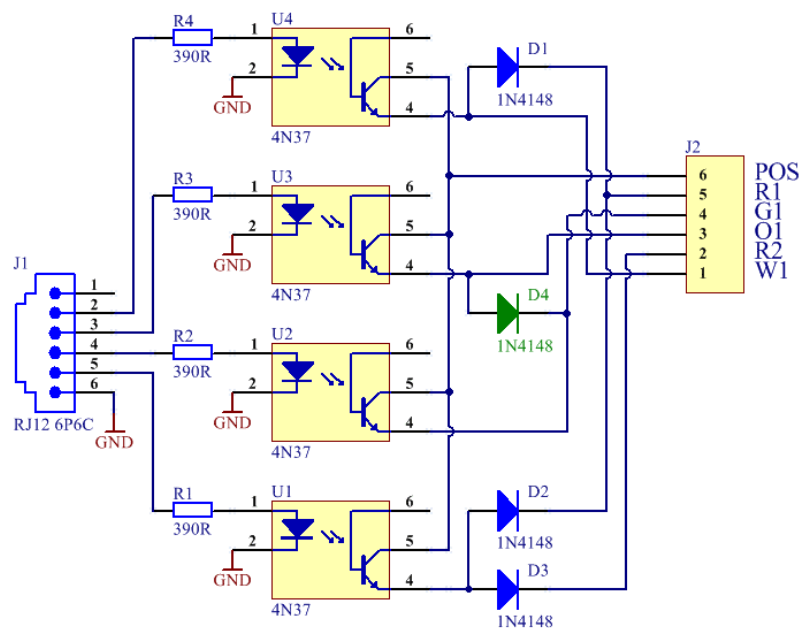 R4
390R
1
2
GND
U4
6
5
4
4N37
D1
1N4148
R3
390R
1
2
GND
U3
6
5
4
4N37
J2
6 POS
5 R1
4 G1
3 O1
2 R2
1 W1
J1
1
2
3
4
5
6
RJ12 6P6C
GND
D4
1N4148
R2
390R
1
2
GND
U2
6
5
4
4N37
R1
390R
1
2
GND
U1
6
5
4
4N37
D2
1N4148
D3
1N4148